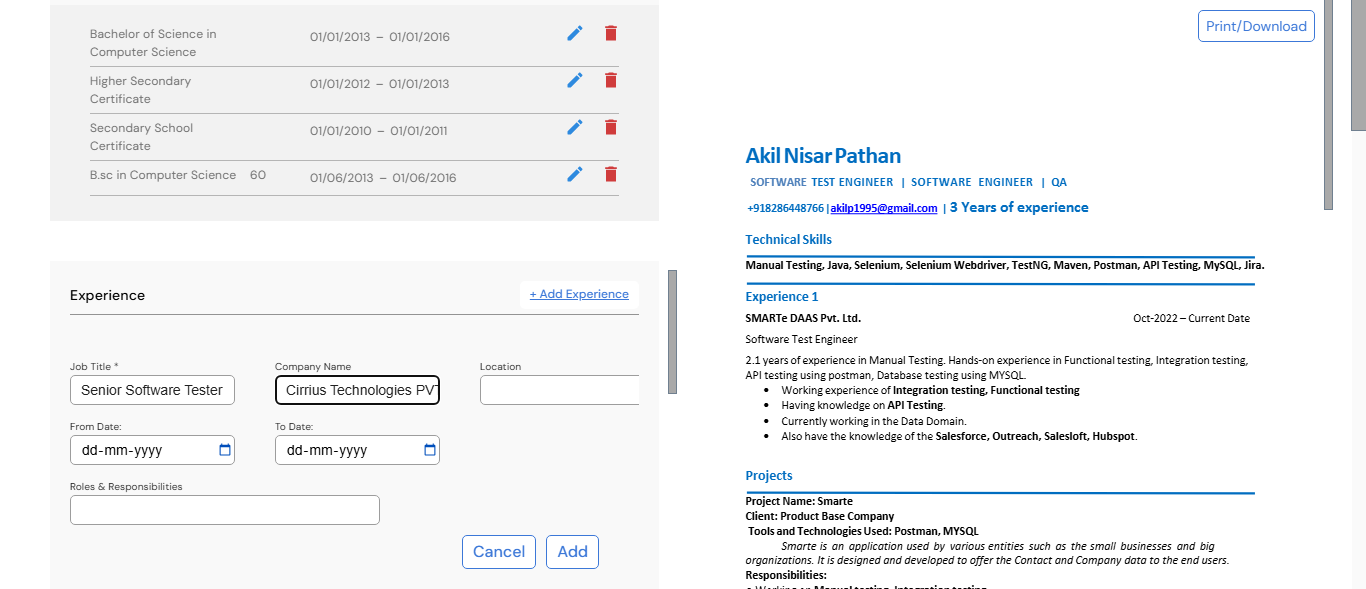 Bachelor of Science in
Computer Science
01/01/2013 – 01/01/2016
Higher Secondary
Certificate
01/01/2012 – 01/01/2013
Secondary School
Certificate
01/01/2010 – 01/01/2011
B.sc in Computer Science 60
01/06/2013 – 01/06/2016
Experience
+ Add Experience
Job Title *
Company Name
Location
Senior Software Tester
Cirrius Technologies PV
From Date:
To Date:
dd-mm-yyyy
dd-mm-yyyy
Roles & Responsibilities
Cancel
Add
Print/Download
Akil Nisar Pathan
SOFTWARE TEST ENGINEER | SOFTWARE ENGINEER | QA
+918286448766 |akilp1995@gmail.com | 3 Years of experience
Technical Skills
Manual Testing, Java, Selenium, Selenium Webdriver, TestNG, Maven, Postman, API Testing, MySQL, Jira.
Experience 1
SMARTe DAAS Pvt. Ltd. Oct-2022 – Current Date
Software Test Engineer
2.1 years of experience in Manual Testing. Hands-on experience in Functional testing, Integration testing,
API testing using postman, Database testing using MYSQL.
• Working experience of Integration testing, Functional testing
• Having knowledge on API Testing.
• Currently working in the Data Domain.
• Also have the knowledge of the Salesforce, Outreach, Salesloft, Hubspot.
Projects
Project Name: Smarte
Client: Product Base Company
Tools and Technologies Used: Postman, MYSQL
Smarte is an application used by various entities such as the small businesses and big
organizations. It is designed and developed to offer the Contact and Company data to the end users.
Responsibilities: